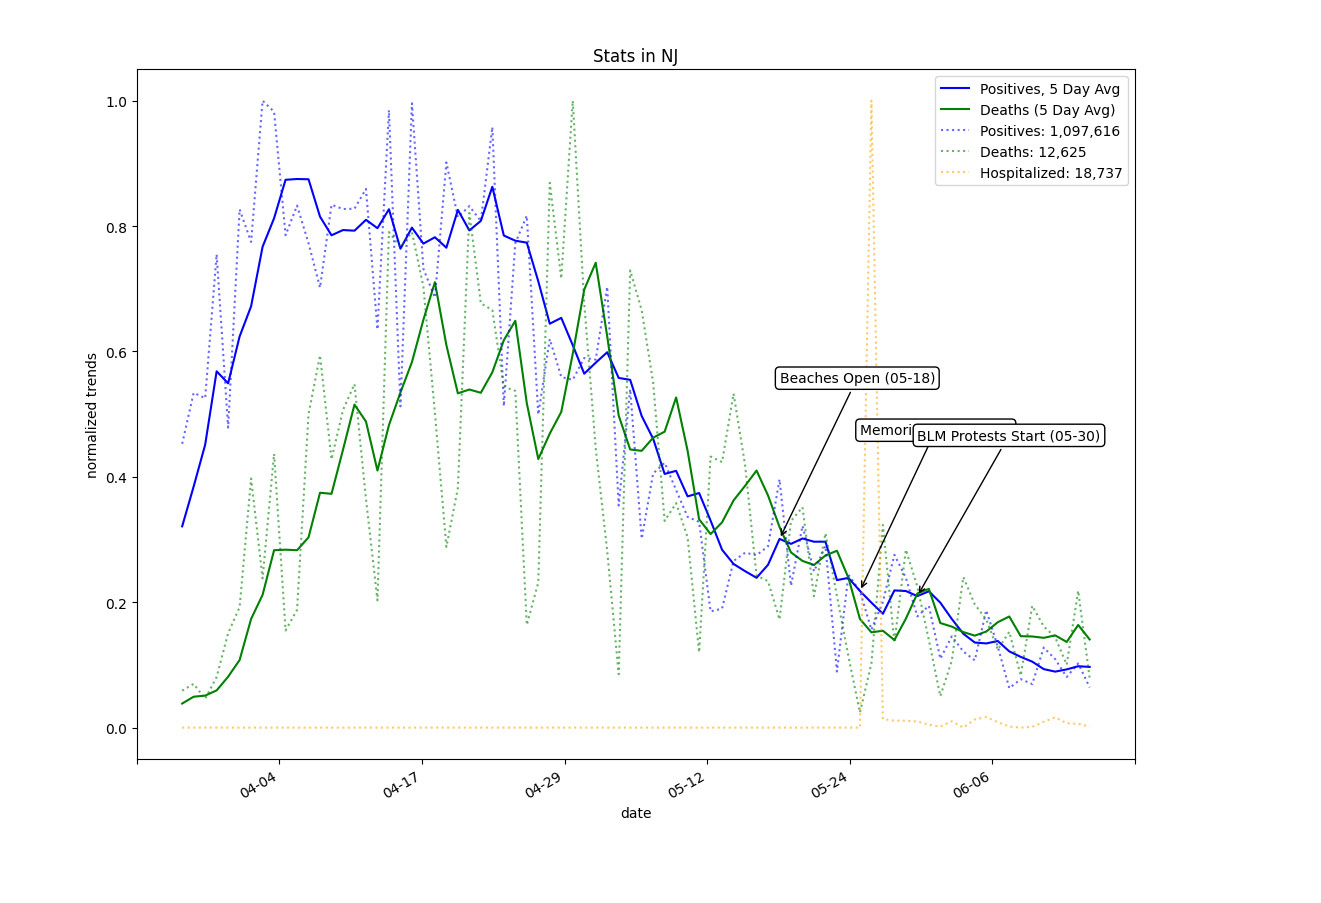 Stats in NJ
Positives, 5 Day Avg
Deaths (5 Day Avg)
Positives: 1,097,616
Deaths: 12,625
Hospitalized: 18,737
normalized trends
1.0
0.8
0.6
0.4
0.2
0.0
Beaches Open (05-18)
BLM Protests Start (05-30)
04-04
04-17
04-29
05-12
05-24
06-06
date